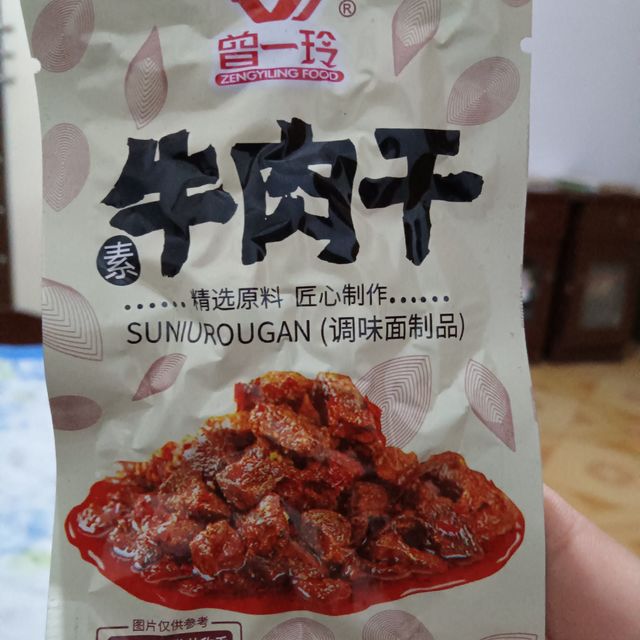 ®
曾一玲
ZENGYILING FOOD
素
牛肉干
......精选原料 匠心制作......
SUNIUROUGAN (调味面制品)
图片仅供参考